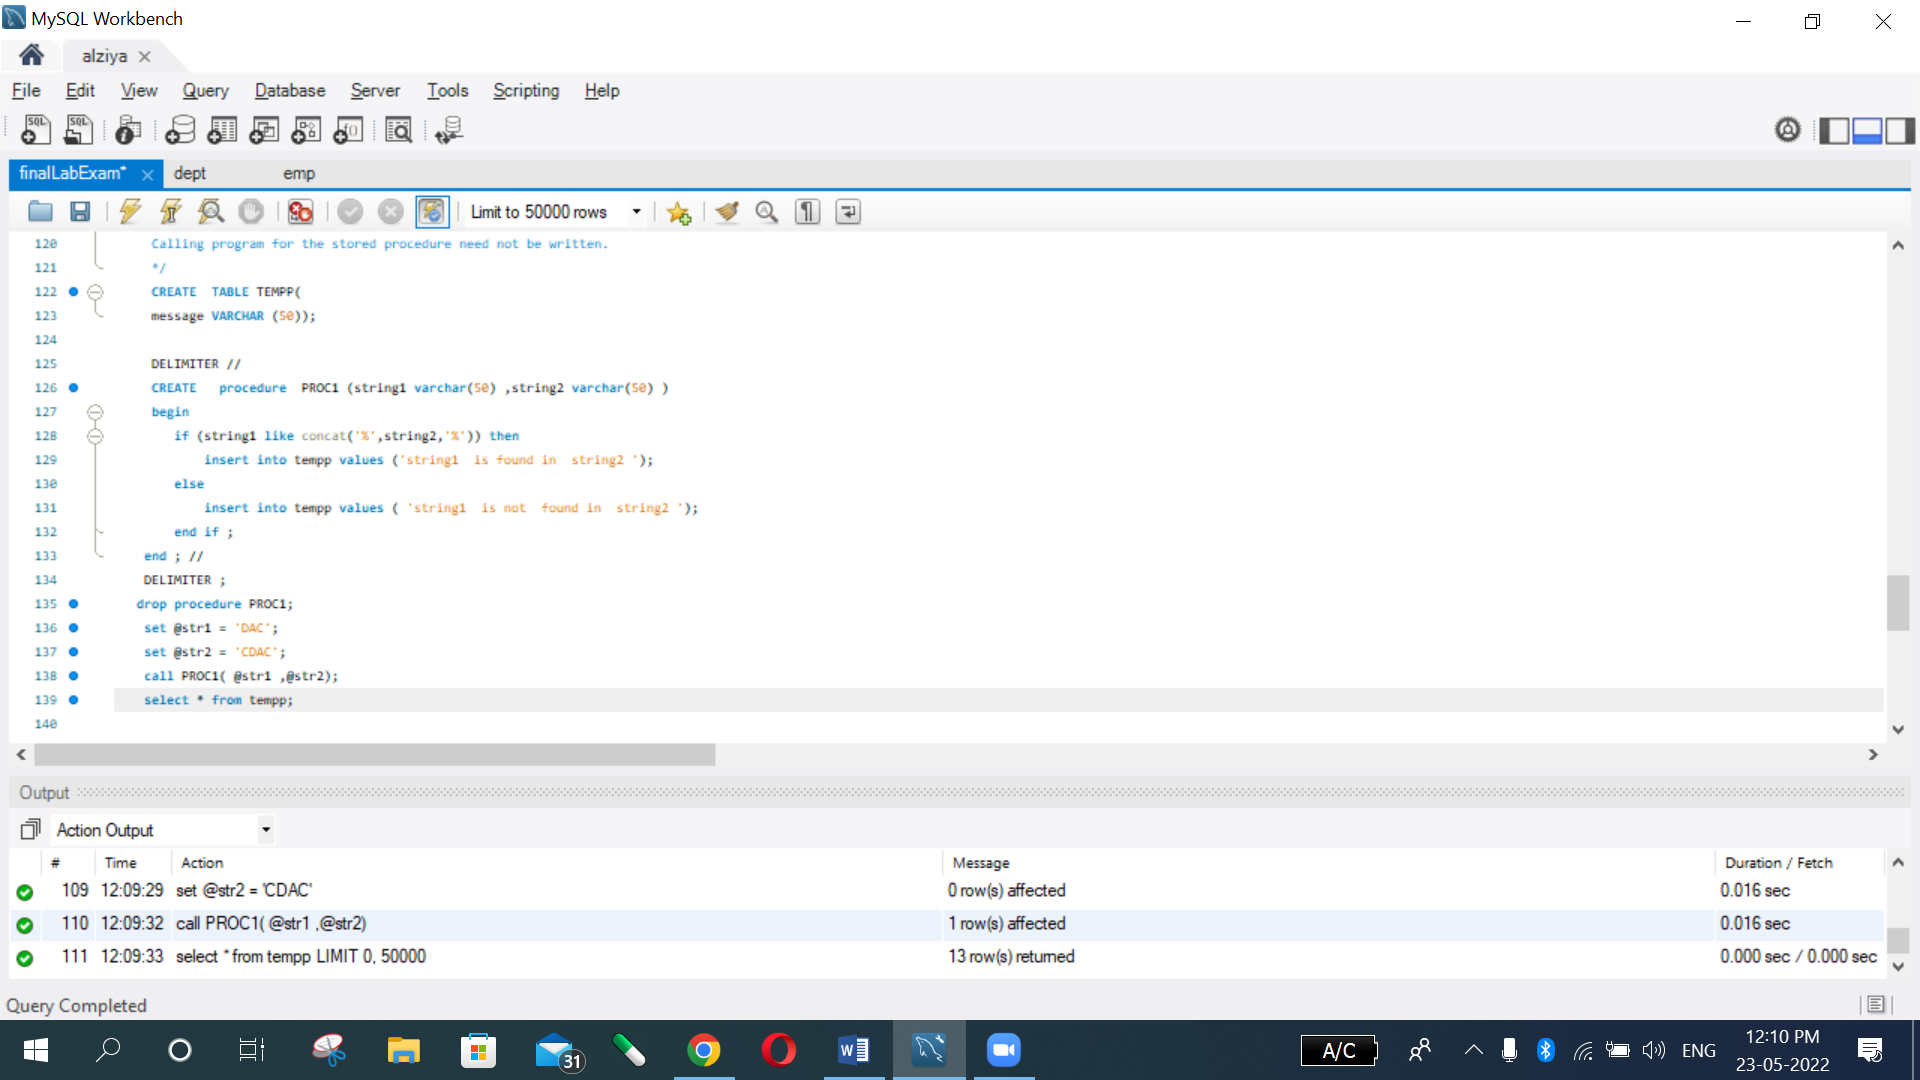 MySQL Workbench
alziya
File Edit View Query Database Server Tools Scripting Help
finalLabExam* dept emp
Limit to 50000 rows
120 Calling program for the stored procedure need not be written.
121 */
122 CREATE TABLE TEMPP(
123 message VARCHAR (50));
124
125 DELIMITER //
126 CREATE procedure PROC1 (string1 varchar(50) ,string2 varchar(50) )
127 begin
128 if (string1 like concat('%',string2,'%')) then
129 insert into tempp values ('string1 is found in string2 ');
130 else
131 insert into tempp values ( 'string1 is not found in string2 ');
132 end if ;
133 end ; //
134 DELIMITER ;
135 drop procedure PROC1;
136 set @str1 = 'DAC';
137 set @str2 = 'CDAC';
138 call PROC1( @str1 ,@str2);
139 select * from tempp;
140
Output
Action Output
# Time Action Message Duration / Fetch
109 12:09:29 set @str2 = 'CDAC' 0 row(s) affected 0.016 sec
110 12:09:32 call PROC1( @str1 ,@str2) 1 row(s) affected 0.016 sec
111 12:09:33 select * from tempp LIMIT 0, 50000 13 row(s) returned 0.000 sec / 0.000 sec
Query Completed
31 A/C ENG 12:10 PM
23-05-2022